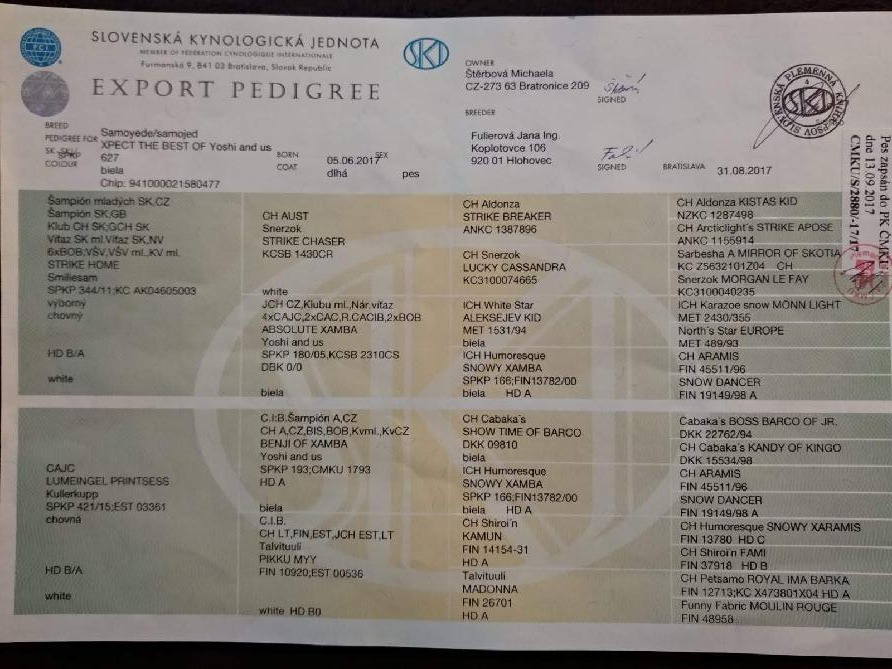 SLOVENSKÁ KYNOLOGICKÁ JEDNOTA
MEMBER OF FÉDÉRATION CYNOLOGIQUE INTERNATIONALE
Furmanská 9, 841 03 Bratislava, Slovak Republic
EXPORT PEDIGREE
FCI
SKJ
OWNER
Štěrbová Michaela
CZ-273 63 Bratronice 209
SIGNED
BREEDER
Fulierová Jana Ing.
Koplotovce 106
920 01 Hlohovec
SIGNED
BRATISLAVA 31.08.2017
BREED Samoyede/samojed
PEDIGREE FOR XPECT THE BEST OF Yoshi and us
SPKP 627
COLOUR biela
Chip: 941000021580477
BORN 05.06.2017
SEX pes
COAT dlhá
SLOVENSKÁ PLEMENNÁ KNIHA PSOV
SKJ
Pes zapsán do PK ČMKU
dne 13.09.2017
CMKU/S/2880/-17/17
Šampión mladých SK,CZ
Šampión SK,GB
Klub CH SK;GCH SK
Víťaz SK ml.Víťaz SK,NV
6xBOB;VŠV,VŠV ml.,KV ml.
STRIKE HOME
Smiliesam
SPKP 344/11;KC AK04605003
výborný
chovný
HD B/A
white
CH AUST
Snerzok
STRIKE CHASER
KCSB 1430CR
white
JCH CZ,Klubu ml.,Nár.víťaz
4xCAJC,2xCAC,R.CACIB,2xBOB
ABSOLUTE XAMBA
Yoshi and us
SPKP 180/05,KCSB 2310CS
DBK 0/0
biela
CH Aldonza
STRIKE BREAKER
ANKC 1387896
CH Snerzok
LUCKY CASSANDRA
KC3100074665
ICH White Star
ALEKSEJEV KID
MET 1531/94
biela
ICH Humoresque
SNOWY XAMBA
SPKP 166;FIN13782/00
biela HD A
CH Aldonza KISTAS KID
NZKC 1287498
CH Arcticlight's STRIKE APOSE
ANKC 1155914
Sarbesha A MIRROR OF SKOTIA
KC Z5632101Z04 CH
Snerzok MORGAN LE FAY
KC3100040235
ICH Karazoe snow MONN LIGHT
MET 2430/355
North's Star EUROPE
MET 489/93
CH ARAMIS
FIN 45511/96
SNOW DANCER
FIN 19149/98 A
CAJC
LUMEINGEL PRINTSESS
Kullerkupp
SPKP 421/15;EST 03361
chovná
HD B/A
white
C.I.B.Šampión A,CZ
CH A,CZ,BIS,BOB,Kvml.,KvCZ
BENJI OF XAMBA
Yoshi and us
SPKP 193;CMKU 1793
HD A
biela
C.I.B.
CH LT,FIN,EST,JCH EST,LT
Talvituuli
PIKKU MYY
FIN 10920;EST 00536
white HD B0
CH Cabaka's
SHOW TIME OF BARCO
DKK 09810
biela
ICH Humoresque
SNOWY XAMBA
SPKP 166;FIN13782/00
biela HD A
CH Shiroi'n
KAMUN
FIN 14154-31
HD A
Talvituuli
MADONNA
FIN 26701
HD A
Cabaka's BOSS BARCO OF JR.
DKK 22762/94
CH Cabaka's KANDY OF KINGO
DKK 15534/98
CH ARAMIS
FIN 45511/96
SNOW DANCER
FIN 19149/98 A
CH Humoresque SNOWY XARAMIS
FIN 13780 HD C
CH Shiroi'n FAMI
FIN 37918 HD B
CH Petsamo ROYAL IMA BARKA
FIN 12713;KC X473801X04 HD A
Funny Fabric MOULIN ROUGE
FIN 48958